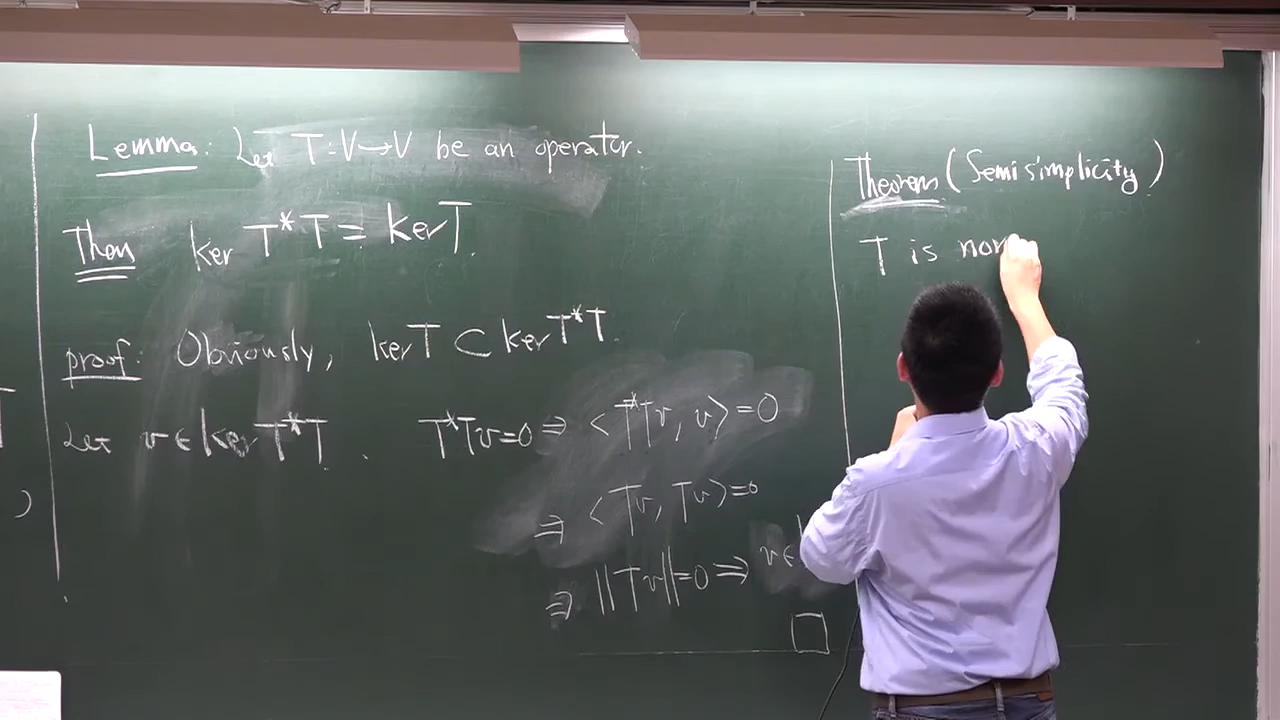 Lemma: Let T: V→V be an operator.
Then ker T*T = ker T.
proof: Obviously, ker T ⊂ ker T*T.
Let v ∈ ker T*T. T*Tv=0 ⇒ <T*Tv, v> = 0
⇒ <Tv, Tv> = 0
⇒ ||Tv|| = 0 ⇒ v ∈
□
Theorem (Semisimplicity)
T is nor